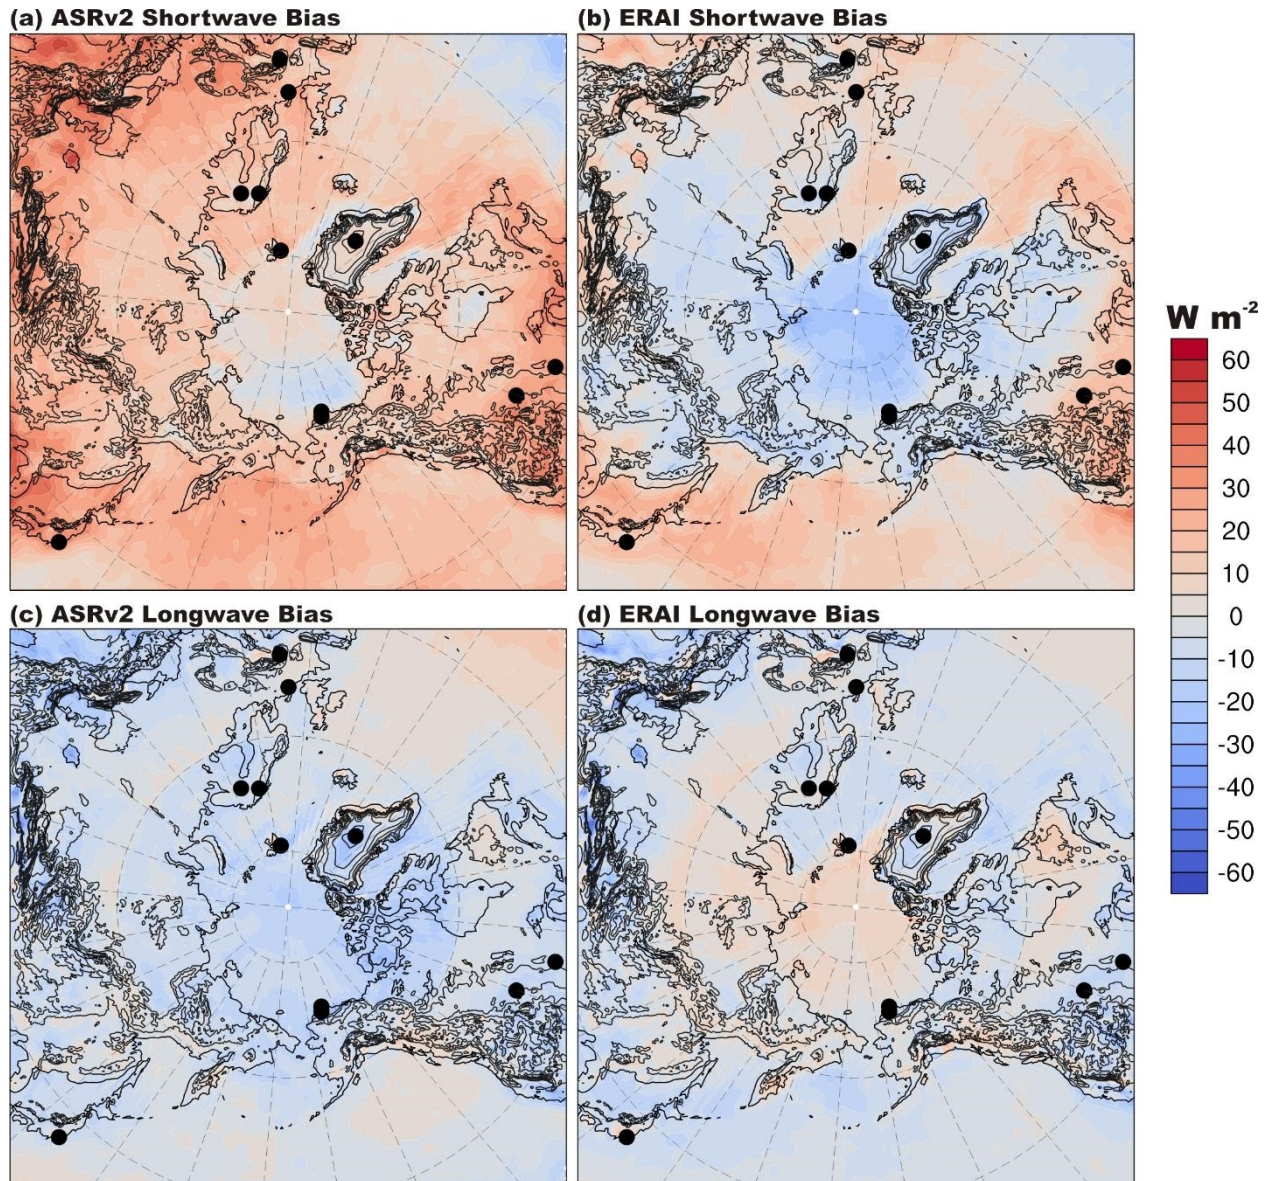 (a) ASRv2 Shortwave Bias
(b) ERAI Shortwave Bias
W m⁻²
60
50
40
30
20
10
0
-10
-20
-30
-40
-50
-60
(c) ASRv2 Longwave Bias
(d) ERAI Longwave Bias